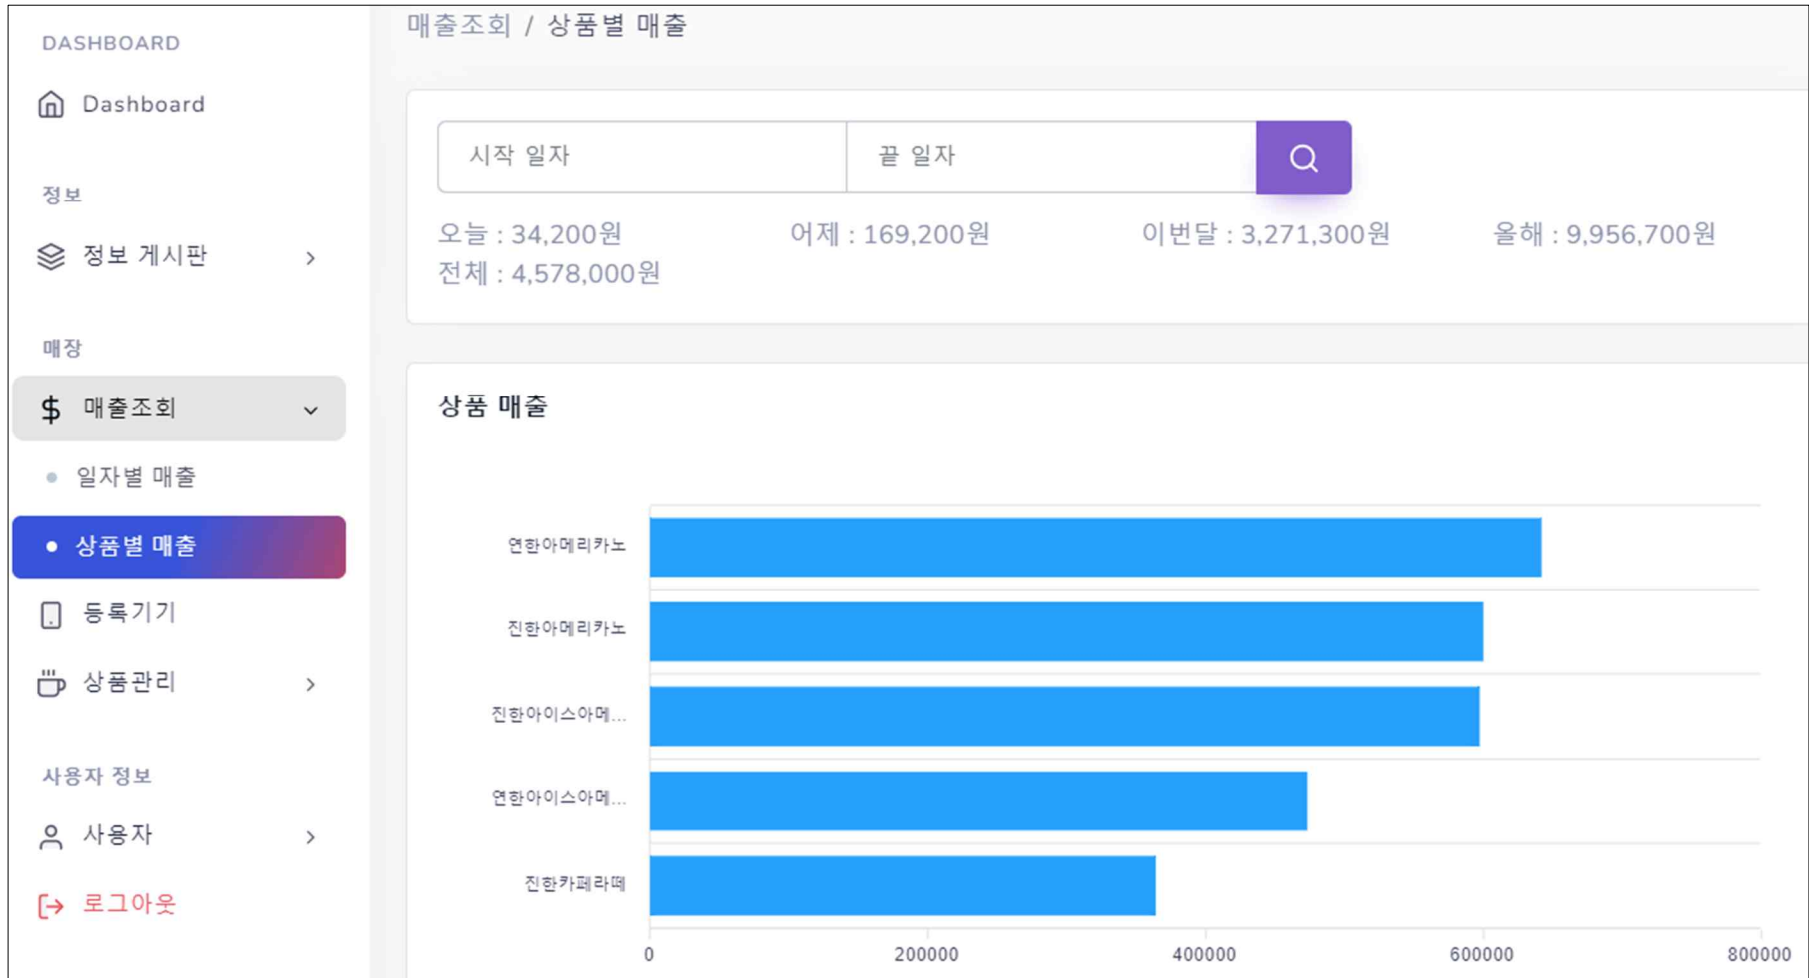 DASHBOARD
Dashboard
정보
정보 게시판
매장
매출조회
일자별 매출
상품별 매출
등록기기
상품관리
사용자 정보
사용자
로그아웃
매출조회 / 상품별 매출
시작 일자 끝 일자
오늘 : 34,200원 어제 : 169,200원 이번달 : 3,271,300원 올해 : 9,956,700원
전체 : 4,578,000원
상품 매출
연한아메리카노
진한아메리카노
진한아이스아메...
연한아이스아메...
진한카페라떼
0 200000 400000 600000 800000